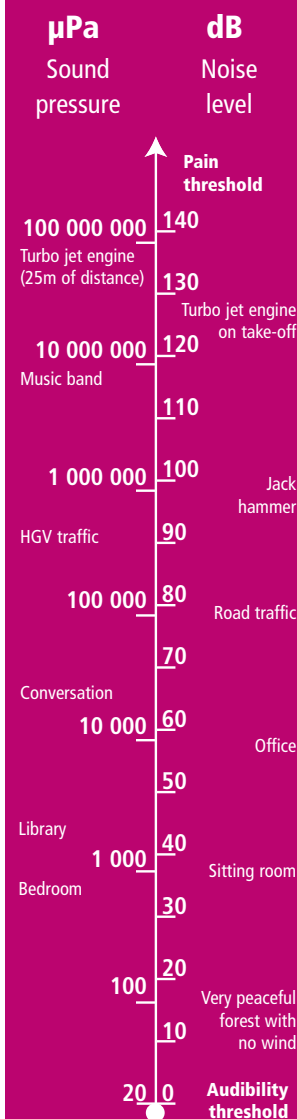 µPa dB
Sound Noise
pressure level
Pain
threshold
100 000 000 140
Turbo jet engine
(25m of distance)
130
Turbo jet engine
on take-off
10 000 000 120
Music band
110
1 000 000 100
Jack
hammer
HGV traffic 90
100 000 80
Road traffic
70
Conversation
10 000 60
Office
50
Library
1 000 40
Sitting room
Bedroom
30
100 20
Very peaceful
forest with
no wind
10
20 0 Audibility
threshold